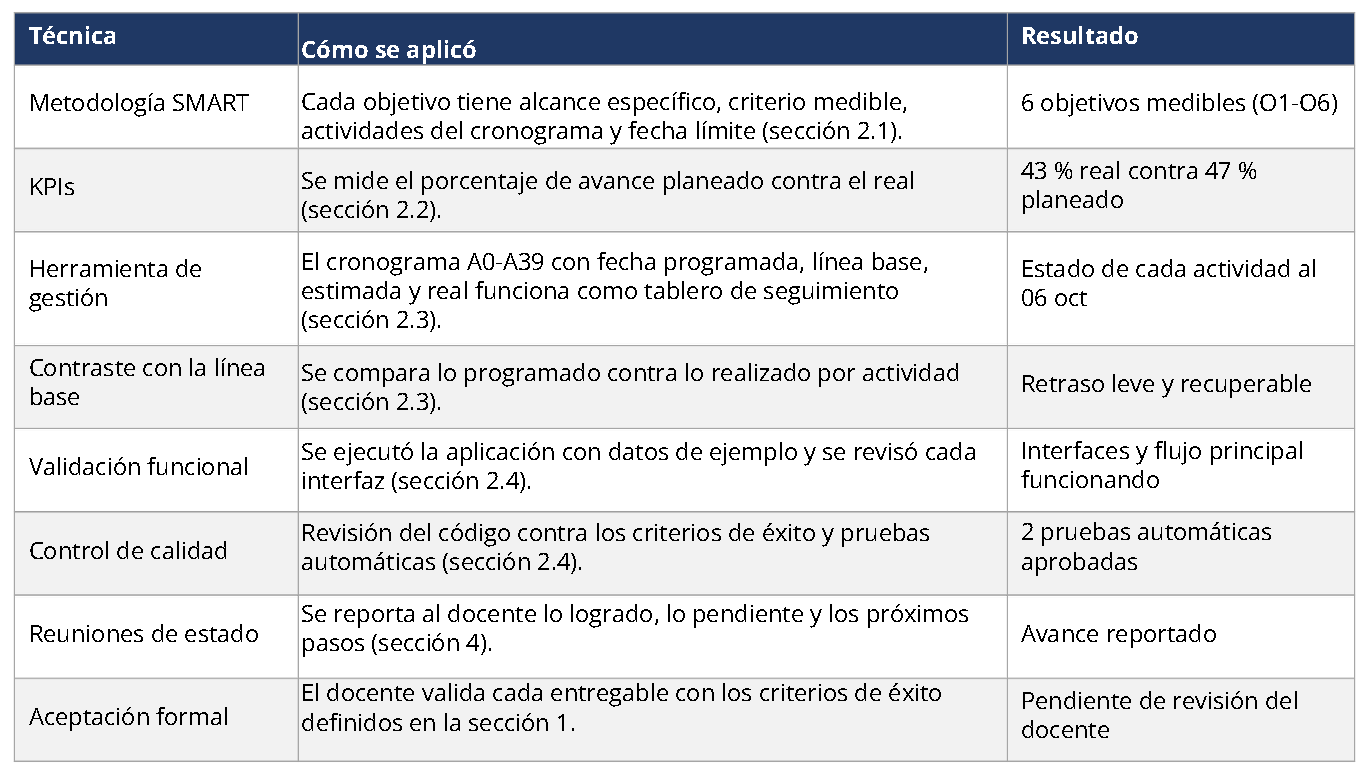 Técnica
Cómo se aplicó
Resultado
Metodología SMART
Cada objetivo tiene alcance específico, criterio medible,
actividades del cronograma y fecha límite (sección 2.1).
6 objetivos medibles (O1-O6)
KPIs
Se mide el porcentaje de avance planeado contra el real
(sección 2.2).
43 % real contra 47 %
planeado
Herramienta de
gestión
El cronograma A0-A39 con fecha programada, línea base,
estimada y real funciona como tablero de seguimiento
(sección 2.3).
Estado de cada actividad al
06 oct
Contraste con la línea
base
Se compara lo programado contra lo realizado por actividad
(sección 2.3).
Retraso leve y recuperable
Validación funcional
Se ejecutó la aplicación con datos de ejemplo y se revisó cada
interfaz (sección 2.4).
Interfaces y flujo principal
funcionando
Control de calidad
Revisión del código contra los criterios de éxito y pruebas
automáticas (sección 2.4).
2 pruebas automáticas
aprobadas
Reuniones de estado
Se reporta al docente lo logrado, lo pendiente y los próximos
pasos (sección 4).
Avance reportado
Aceptación formal
El docente valida cada entregable con los criterios de éxito
definidos en la sección 1.
Pendiente de revisión del
docente